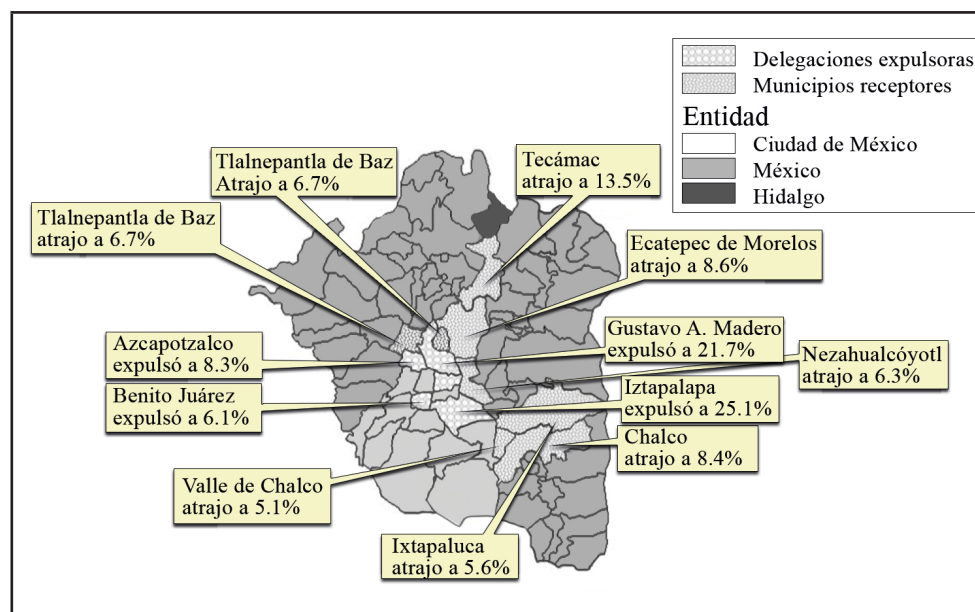 Delegaciones expulsoras
Municipios receptores
Entidad
Ciudad de México
México
Hidalgo
Tlalnepantla de Baz
Atrajo a 6.7%
Tecámac
atrajo a 13.5%
Tlalnepantla de Baz
atrajo a 6.7%
Ecatepec de Morelos
atrajo a 8.6%
Azcapotzalco
expulsó a 8.3%
Gustavo A. Madero
expulsó a 21.7%
Nezahualcóyotl
atrajo a 6.3%
Benito Juárez
expulsó a 6.1%
Iztapalapa
expulsó a 25.1%
Chalco
atrajo a 8.4%
Valle de Chalco
atrajo a 5.1%
Ixtapaluca
atrajo a 5.6%